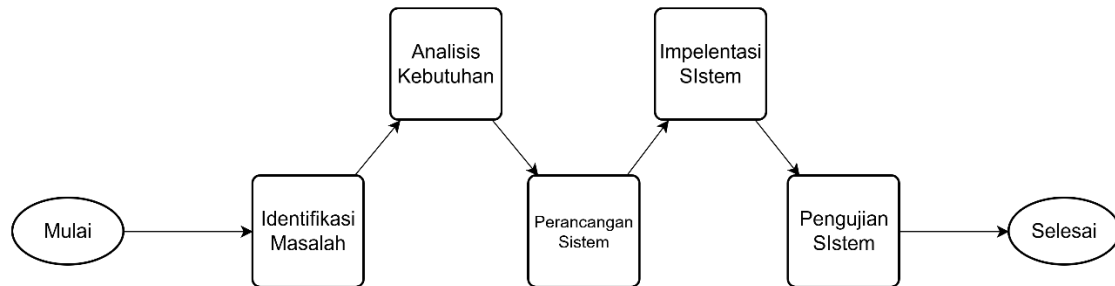 Mulai
Identifikasi
Masalah
Analisis
Kebutuhan
Perancangan
Sistem
Impelentasi
SIstem
Pengujian
SIstem
Selesai